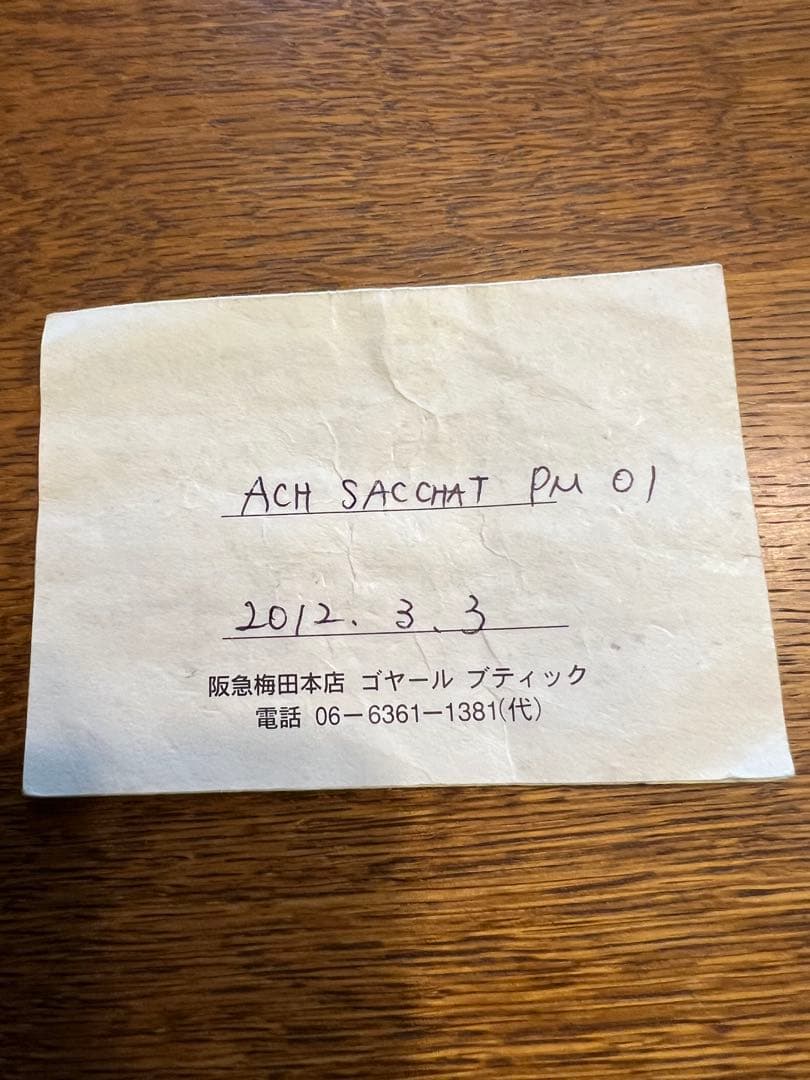 ACH SACCHAT PM 01
2012. 3. 3
阪急梅田本店 ゴヤール ブティック
電話 06−6361−1381(代)